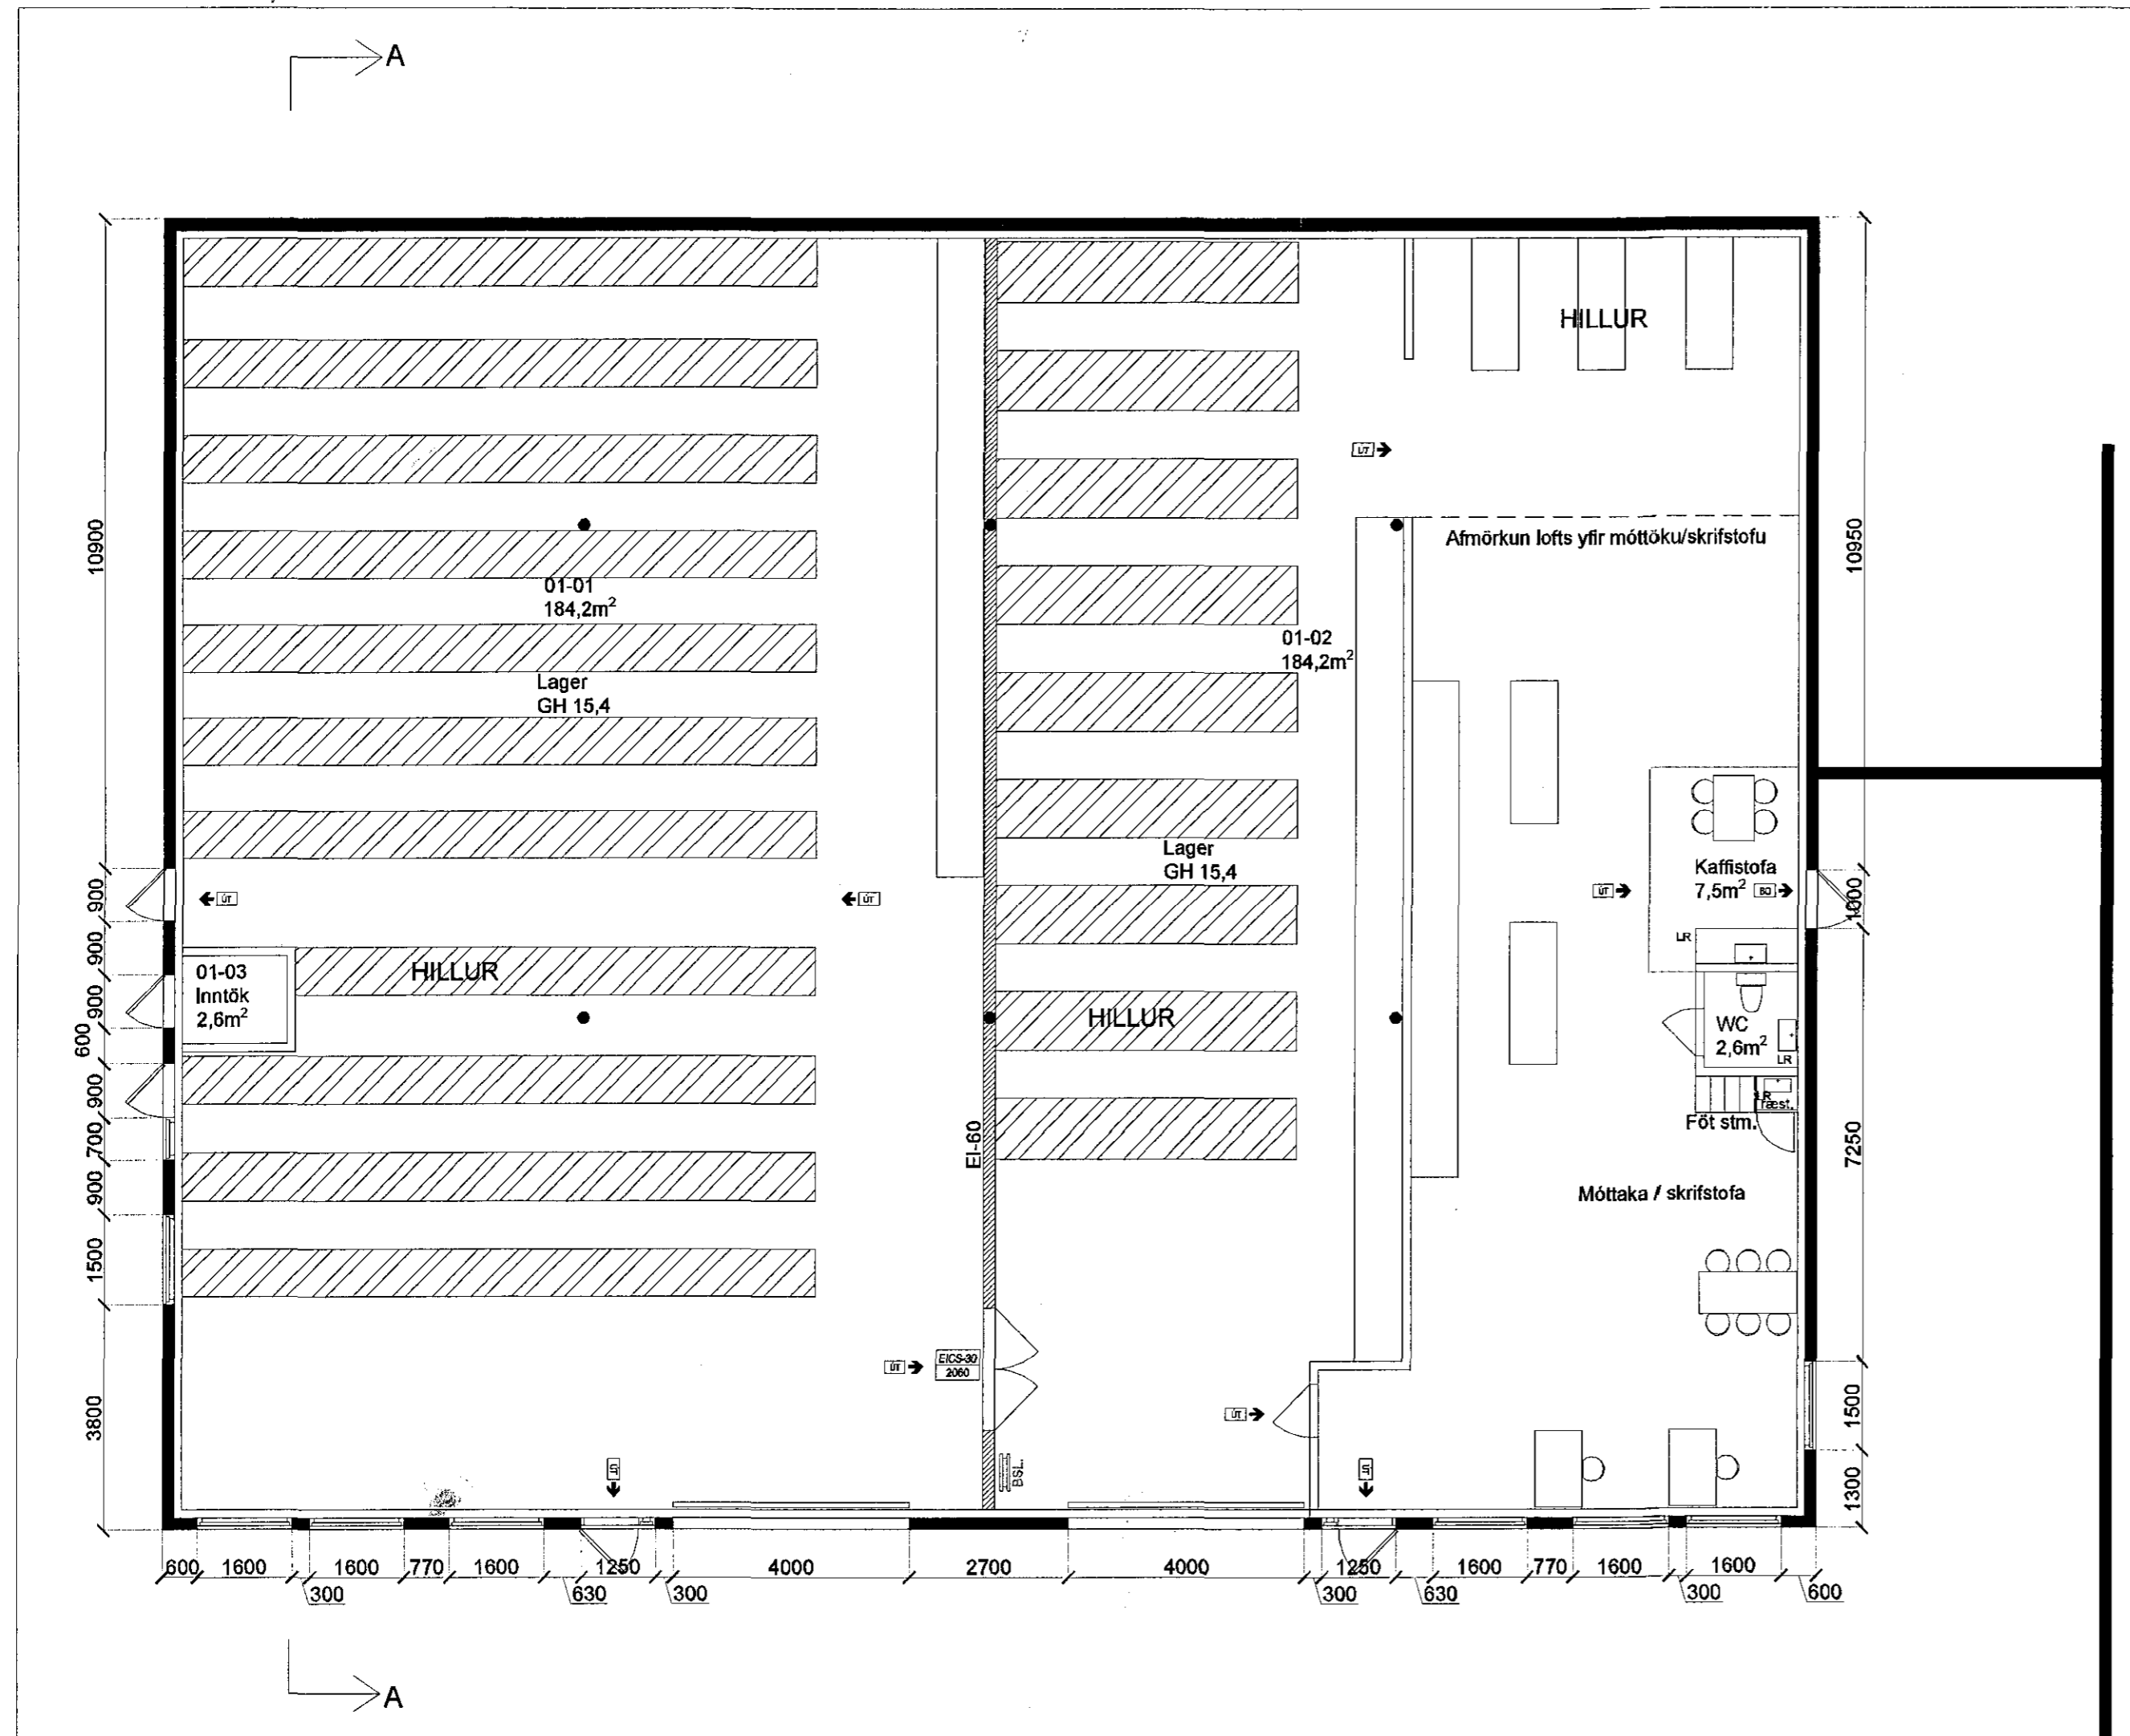 A
HILLUR
ÚT
Afmörkun lofts yfir móttöku/skrifstofu
10900
10950
01-01
184,2m²
01-02
184,2m²
Lager
GH 15,4
Lager
GH 15,4
Kaffistofa
7,5m²
ÚT
ÚT
ÚT
900
1000
900
LR
01-03
Inntök
2,6m²
HILLUR
HILLUR
900
WC
2,6m²
LR
600
900
LR
ræst.
Föt stm.
700
EI-60
7250
900
Móttaka / skrifstofa
1500
ÚT
EICS-30
2060
ÚT
3800
1500
ÚT
BSL.
ÚT
1300
600 1600 1600 770 1600 1250 4000 2700 4000 1250 1600 770 1600 1600
300 630 300 300 630 300 600
A